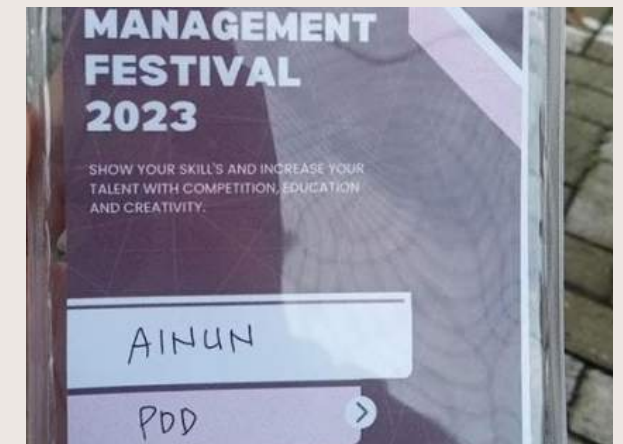 MANAGEMENT
FESTIVAL
2023
SHOW YOUR SKILL'S AND INCREASE YOUR
TALENT WITH COMPETITION, EDUCATION
AND CREATIVITY.
AINUN
PDD